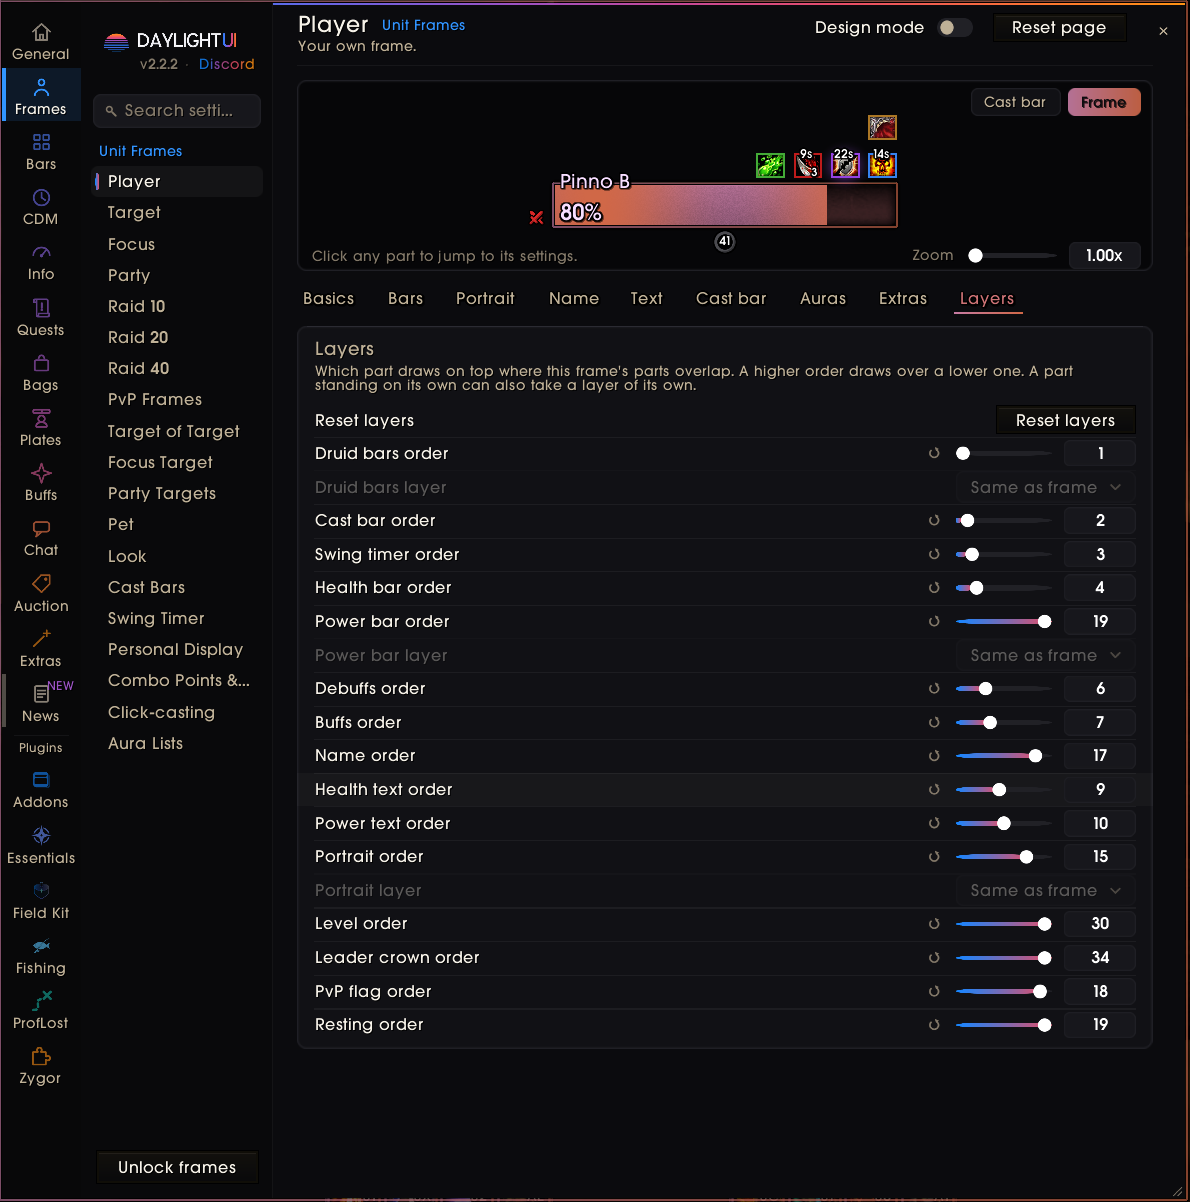 General
Frames
Bars
CDM
Info
Quests
Bags
Plates
Buffs
Chat
Auction
Extras
NEW
News
Plugins
Addons
Essentials
Field Kit
Fishing
ProfLost
Zygor
DAYLIGHTUI
v2.2.2 · Discord
Search setti...
Unit Frames
Player
Target
Focus
Party
Raid 10
Raid 20
Raid 40
PvP Frames
Target of Target
Focus Target
Party Targets
Pet
Look
Cast Bars
Swing Timer
Personal Display
Combo Points &...
Click-casting
Aura Lists
Unlock frames
Player Unit Frames
Your own frame.
Design mode
Reset page
×
Cast bar
Frame
9s
3
22s
14s
Pinno B
80%
41
Click any part to jump to its settings.
Zoom
1.00x
Basics
Bars
Portrait
Name
Text
Cast bar
Auras
Extras
Layers
Layers
Which part draws on top where this frame's parts overlap. A higher order draws over a lower one. A part
standing on its own can also take a layer of its own.
Reset layers Reset layers
Druid bars order 1
Druid bars layer Same as frame
Cast bar order 2
Swing timer order 3
Health bar order 4
Power bar order 19
Power bar layer Same as frame
Debuffs order 6
Buffs order 7
Name order 17
Health text order 9
Power text order 10
Portrait order 15
Portrait layer Same as frame
Level order 30
Leader crown order 34
PvP flag order 18
Resting order 19